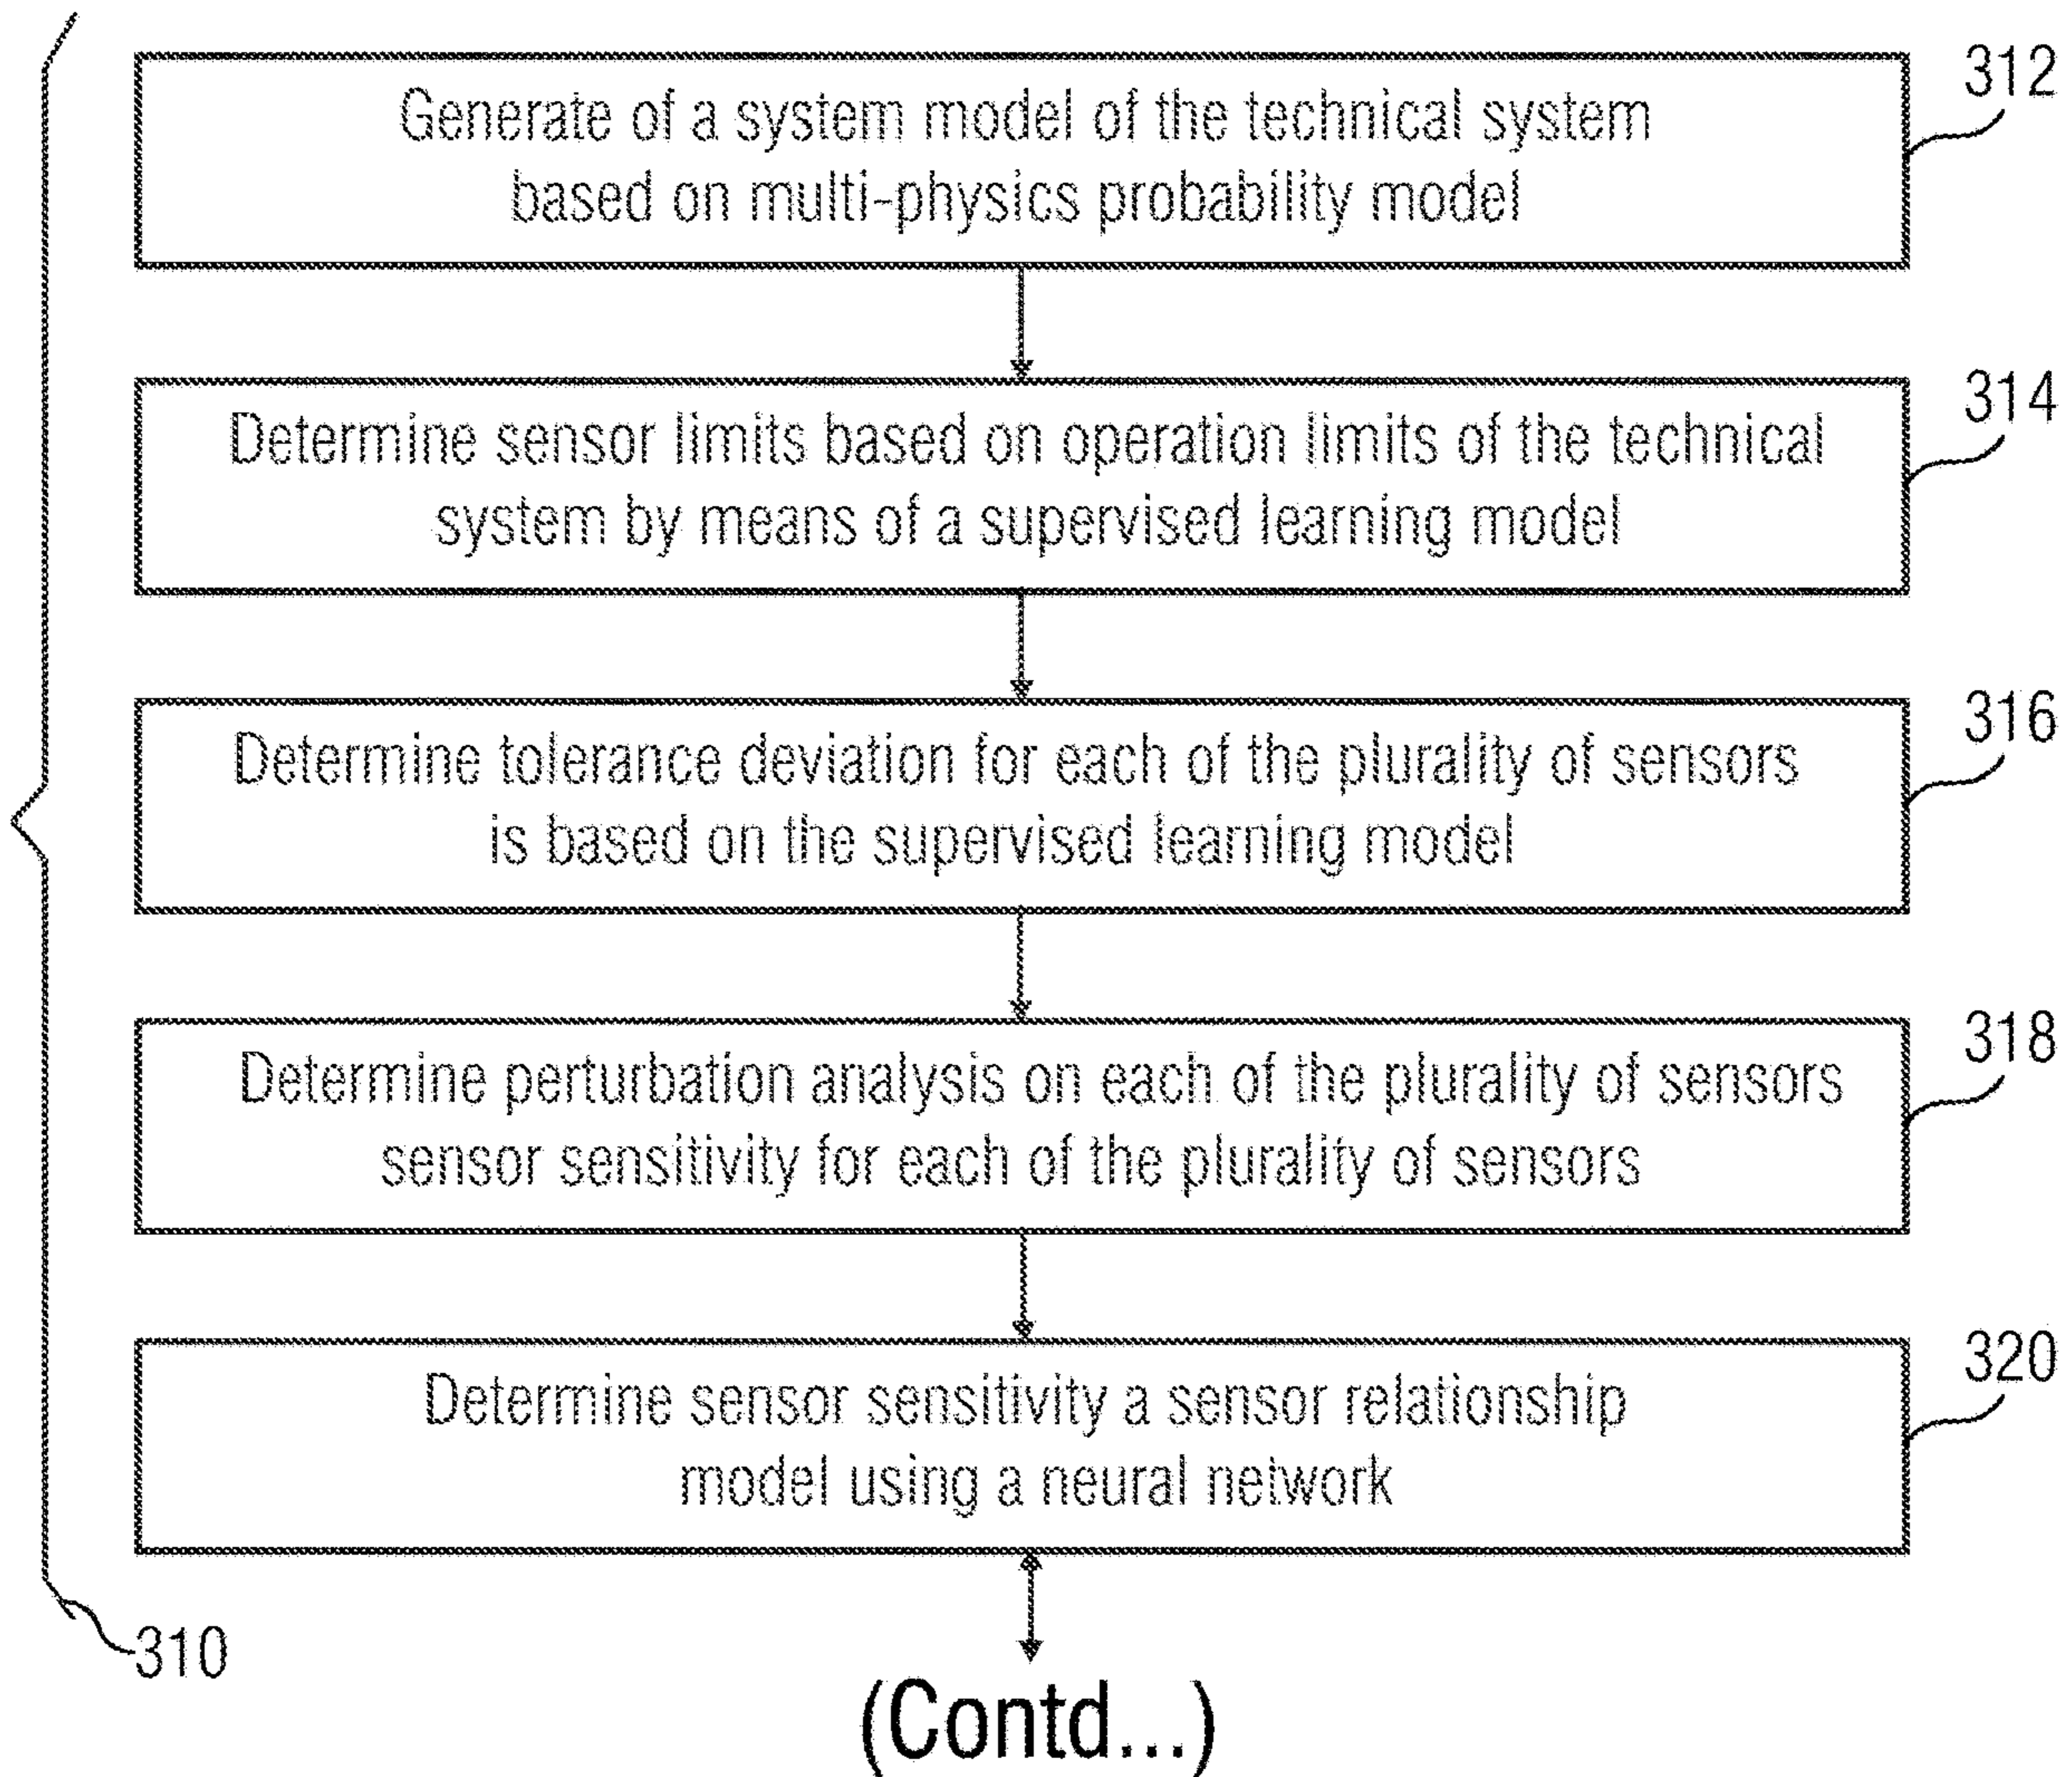 312
Generate of a system model of the technical system
based on multi-physics probability model
314
Determine sensor limits based on operation limits of the technical
system by means of a supervised learning model
316
Determine tolerance deviation for each of the plurality of sensors
is based on the supervised learning model
318
Determine perturbation analysis on each of the plurality of sensors
sensor sensitivity for each of the plurality of sensors
320
Determine sensor sensitivity a sensor relationship
model using a neural network
310
(Contd...)